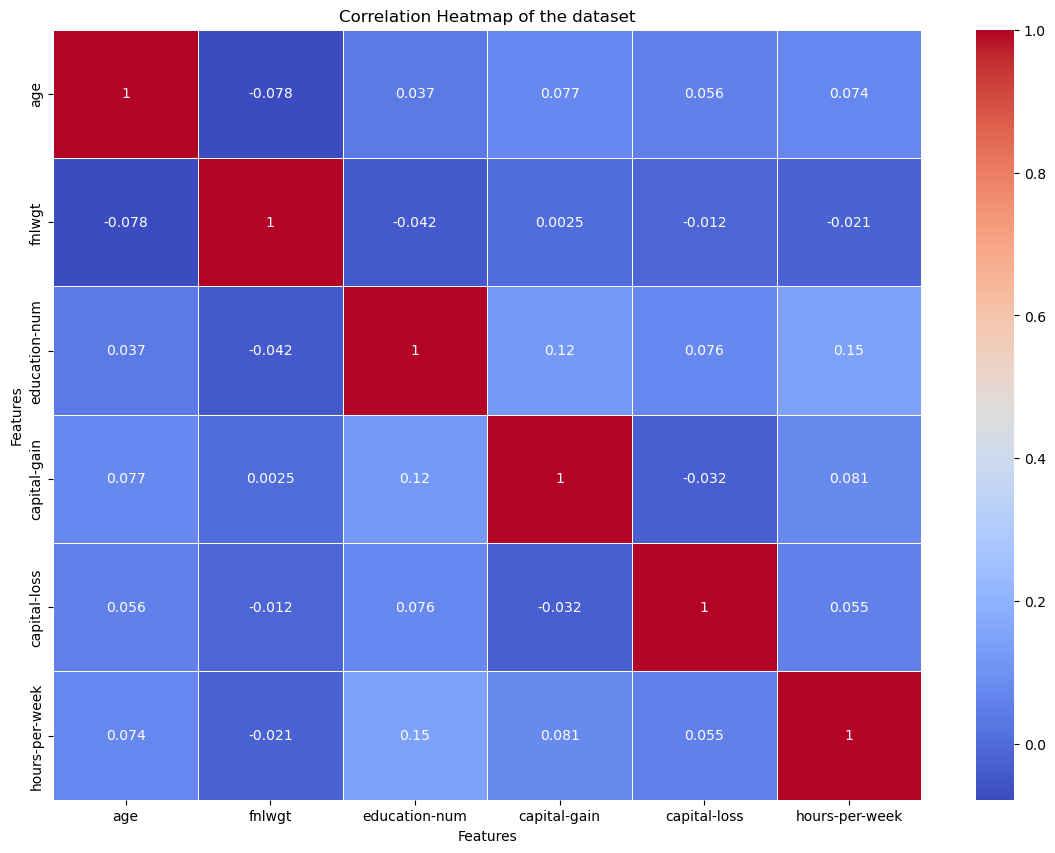 Correlation Heatmap of the dataset
age
1
-0.078
0.037
0.077
0.056
0.074
fnlwgt
-0.078
1
-0.042
0.0025
-0.012
-0.021
education-num
0.037
-0.042
1
0.12
0.076
0.15
capital-gain
0.077
0.0025
0.12
1
-0.032
0.081
capital-loss
0.056
-0.012
0.076
-0.032
1
0.055
hours-per-week
0.074
-0.021
0.15
0.081
0.055
1
Features
age
fnlwgt
education-num
capital-gain
capital-loss
hours-per-week
Features
1.0
0.8
0.6
0.4
0.2
0.0